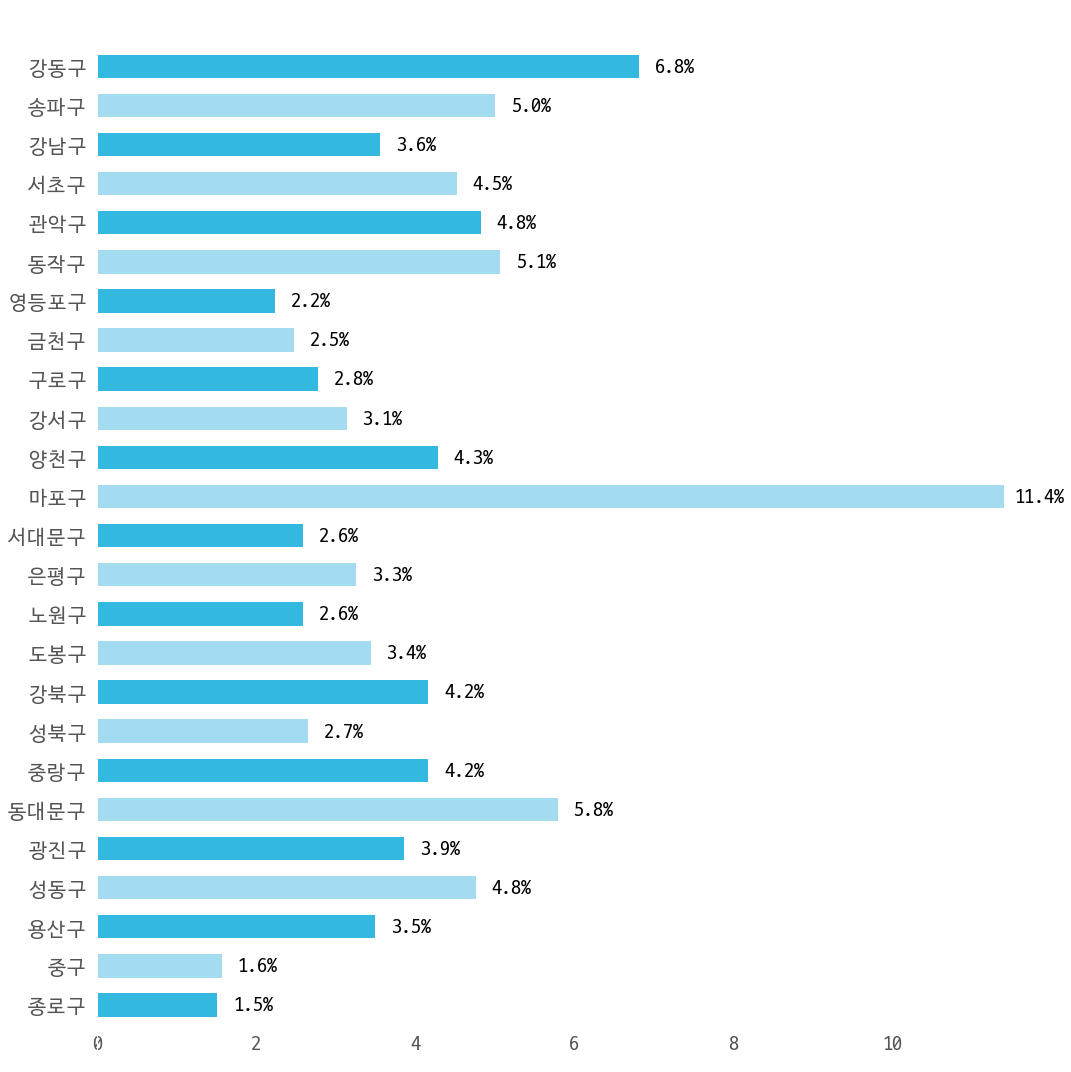 강동구 6.8%
송파구 5.0%
강남구 3.6%
서초구 4.5%
관악구 4.8%
동작구 5.1%
영등포구 2.2%
금천구 2.5%
구로구 2.8%
강서구 3.1%
양천구 4.3%
마포구 11.4%
서대문구 2.6%
은평구 3.3%
노원구 2.6%
도봉구 3.4%
강북구 4.2%
성북구 2.7%
중랑구 4.2%
동대문구 5.8%
광진구 3.9%
성동구 4.8%
용산구 3.5%
중구 1.6%
종로구 1.5%
0 2 4 6 8 10